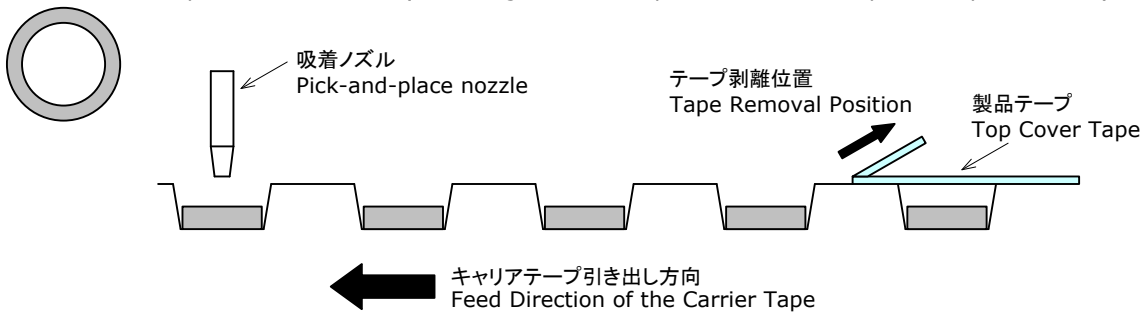 吸着ノズル
Pick-and-place nozzle
テープ剥離位置
Tape Removal Position
製品テープ
Top Cover Tape
キャリアテープ引き出し方向
Feed Direction of the Carrier Tape